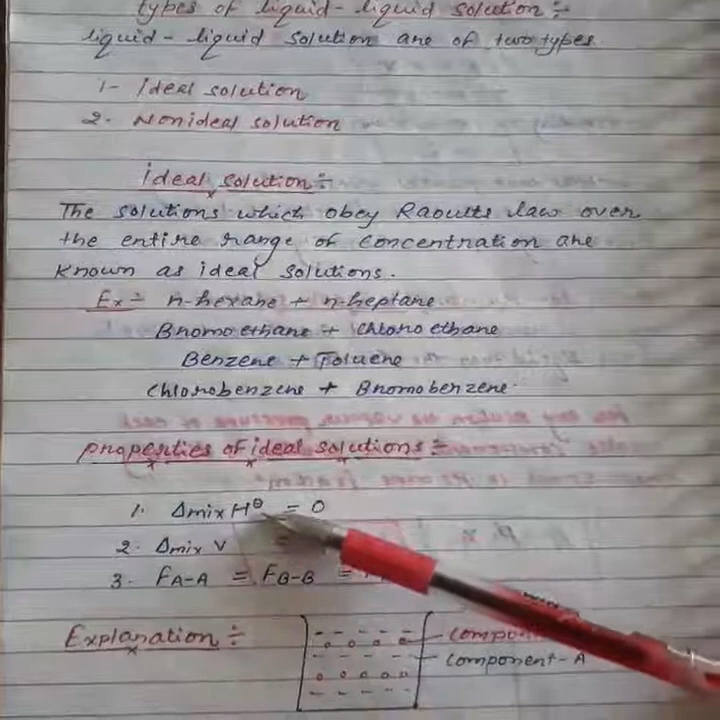 types of liquid-liquid solution÷
liquid-liquid solution are of two types
1- Ideal solution
2. Nonideal solution
ideal solution÷
The solutions which obey Raoults law over
the entire range of concentration are
known as ideal solutions.
Ex÷ n-hexane + n-heptane
Bromoethane + chloroethane
Benzene + Toluene
chlorobenzene + Bromobenzene.
properties of ideal solutions÷
1. Δmix H⊖ = 0
2. Δmix V =
3. FA-A = FB-B =
Explanation÷
component-A